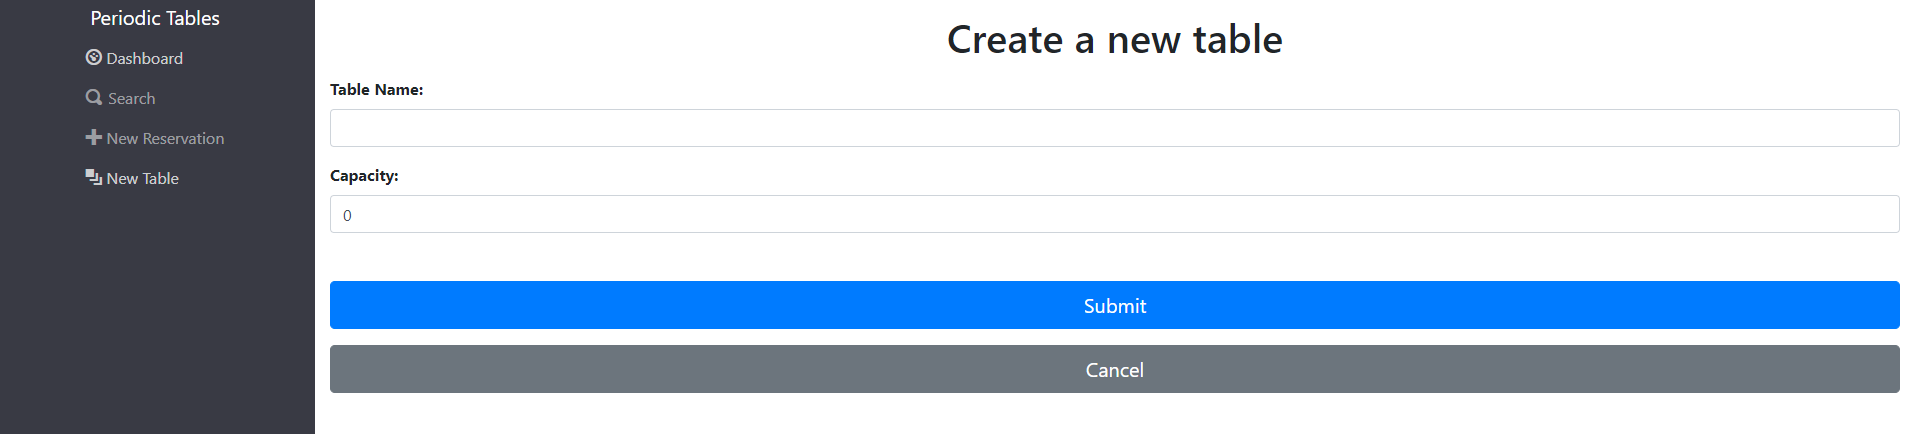 Periodic Tables
Dashboard
Search
New Reservation
New Table
Create a new table
Table Name:
Capacity:
0
Submit
Cancel